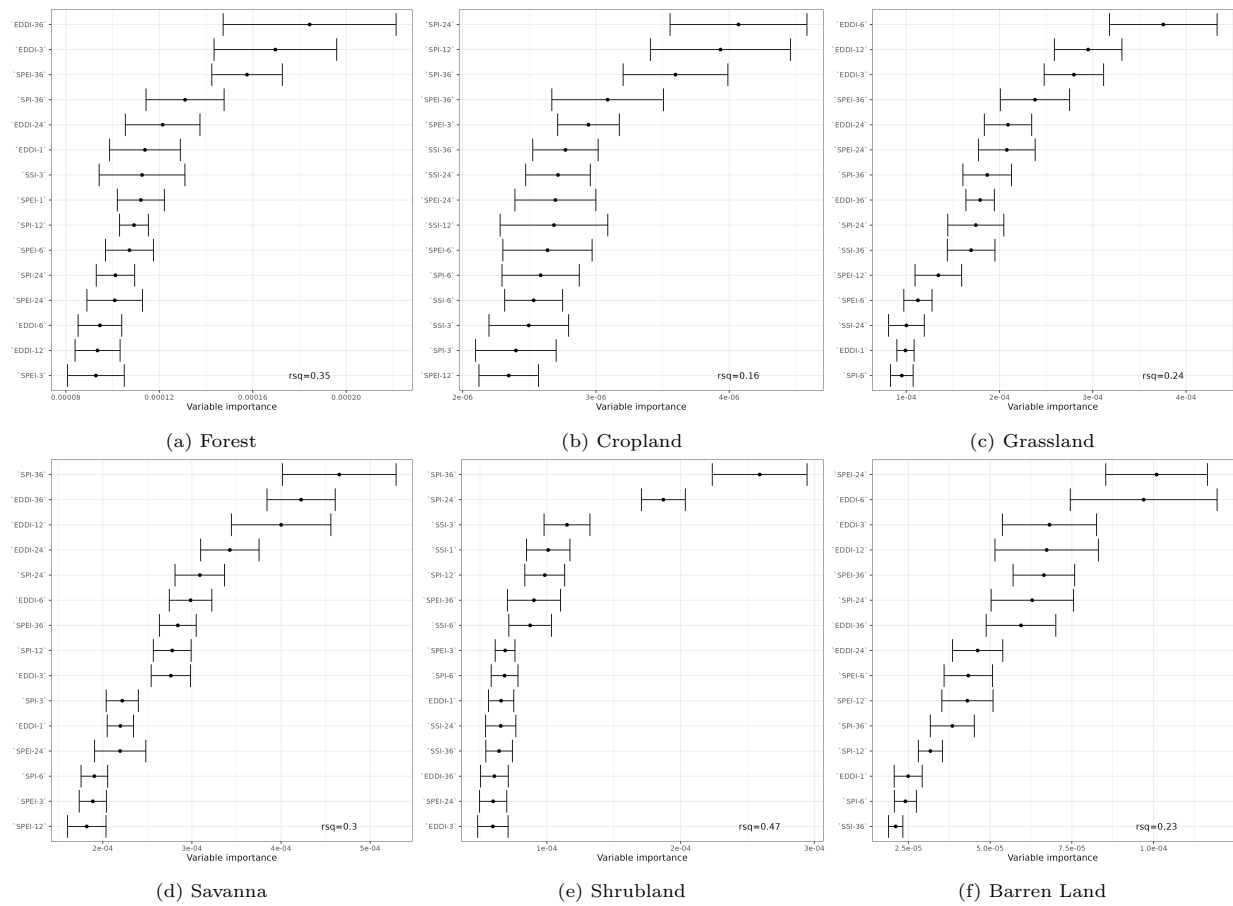 `EDDI-36`
`EDDI-3`
`SPEI-36`
`SPI-36`
`EDDI-24`
`EDDI-1`
`SSI-3`
`SPEI-1`
`SPI-12`
`SPEI-6`
`SPI-24`
`SPEI-24`
`EDDI-6`
`EDDI-12`
`SPEI-3`
rsq=0.35
0.00008 0.00012 0.00016 0.00020
Variable importance
(a) Forest
`SPI-24`
`SPI-12`
`SPI-36`
`SPEI-36`
`SPEI-3`
`SSI-36`
`SSI-24`
`SPEI-24`
`SSI-12`
`SPEI-6`
`SPI-6`
`SSI-6`
`SSI-3`
`SPI-3`
`SPEI-12`
rsq=0.16
2e-06 3e-06 4e-06
Variable importance
(b) Cropland
`EDDI-6`
`EDDI-12`
`EDDI-3`
`SPEI-36`
`EDDI-24`
`SPEI-24`
`SPI-36`
`EDDI-36`
`SPI-24`
`SSI-36`
`SPEI-12`
`SPEI-6`
`SSI-24`
`EDDI-1`
`SPI-6`
rsq=0.24
1e-04 2e-04 3e-04 4e-04
Variable importance
(c) Grassland
`SPI-36`
`EDDI-36`
`EDDI-12`
`EDDI-24`
`SPI-24`
`EDDI-6`
`SPEI-36`
`SPI-12`
`EDDI-3`
`SPI-3`
`EDDI-1`
`SPEI-24`
`SPI-6`
`SPEI-3`
`SPEI-12`
rsq=0.3
2e-04 3e-04 4e-04 5e-04
Variable importance
(d) Savanna
`SPI-36`
`SPI-24`
`SSI-3`
`SSI-1`
`SPI-12`
`SPEI-36`
`SSI-6`
`SPEI-3`
`SPI-6`
`EDDI-1`
`SSI-24`
`SSI-36`
`EDDI-36`
`SPEI-24`
`EDDI-3`
rsq=0.47
1e-04 2e-04 3e-04
Variable importance
(e) Shrubland
`SPEI-24`
`EDDI-6`
`EDDI-3`
`EDDI-12`
`SPEI-36`
`SPI-24`
`EDDI-36`
`EDDI-24`
`SPEI-6`
`SPEI-12`
`SPI-36`
`SPI-12`
`EDDI-1`
`SPI-6`
`SSI-36`
rsq=0.23
2.5e-05 5.0e-05 7.5e-05 1.0e-04
Variable importance
(f) Barren Land